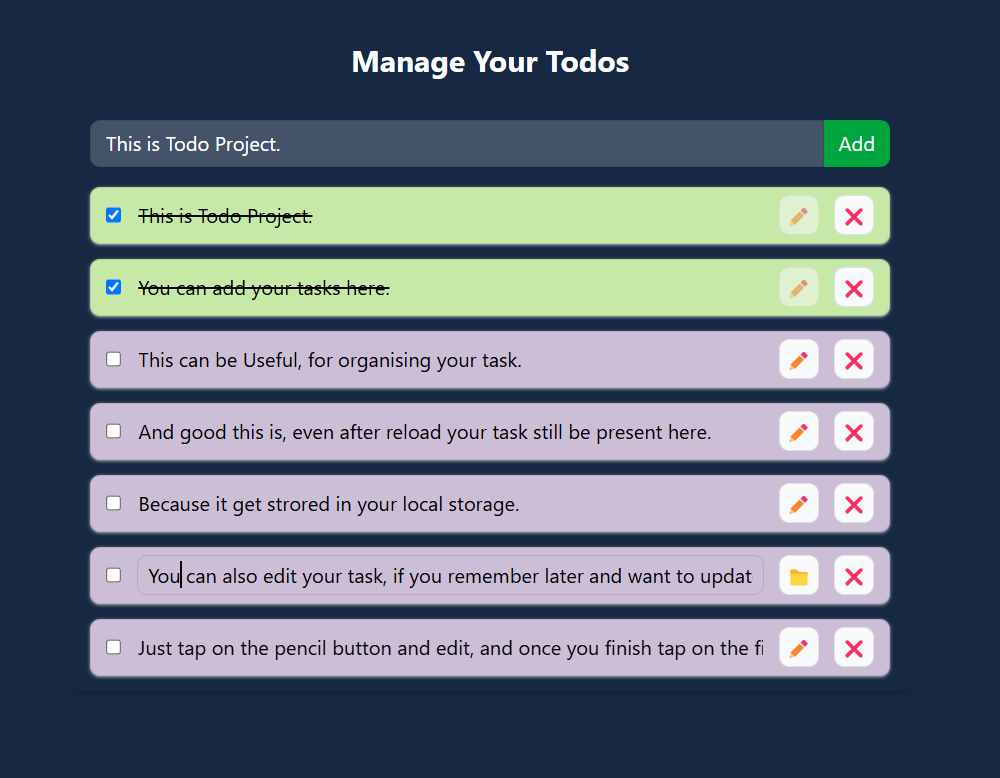 Manage Your Todos
This is Todo Project.
Add
This is Todo Project.
You can add your tasks here.
This can be Useful, for organising your task.
And good this is, even after reload your task still be present here.
Because it get strored in your local storage.
You can also edit your task, if you remember later and want to updat
Just tap on the pencil button and edit, and once you finish tap on the fi